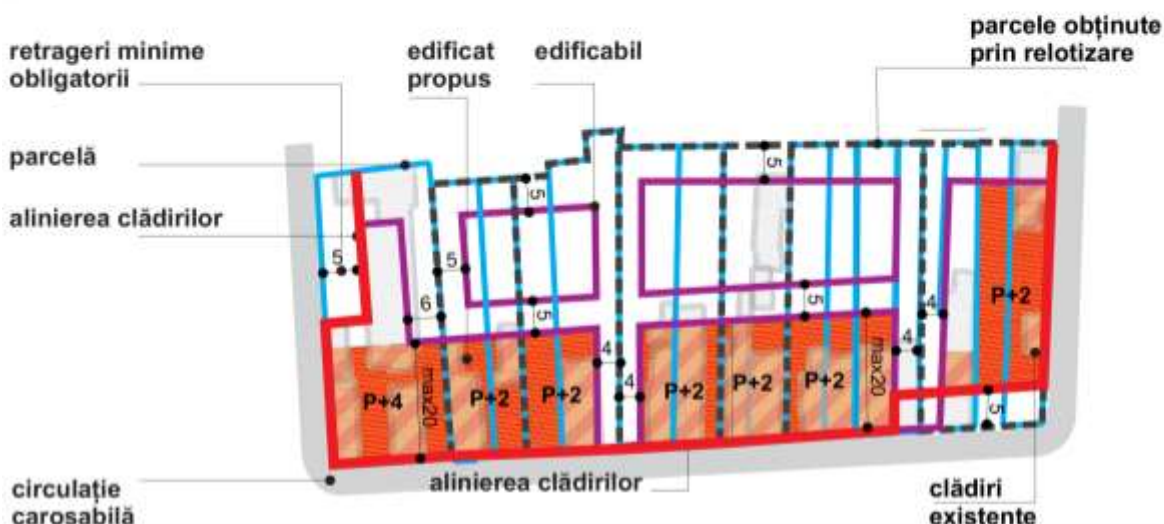 retrageri minime
obligatorii
edificat
propus
edificabil
parcele obținute
prin relotizare
parcelă
alinierea clădirilor
5
5
5
5
6
5
5
4
4
4
4
P+2
max20
P+4
P+2
P+2
P+2
P+2
P+2
max20
5
circulație
carosabilă
alinierea clădirilor
clădiri
existente